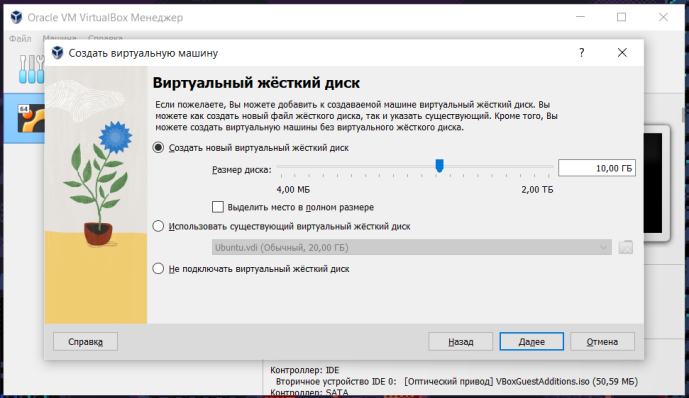 Oracle VM VirtualBox Менеджер
Файл Машина Справка
Создать виртуальную машину
?
64
Виртуальный жёсткий диск
Если пожелаете, Вы можете добавить к создаваемой машине виртуальный жёсткий диск. Вы
можете как создать новый файл жёсткого диска, так и указать существующий. Кроме того, Вы
можете создать виртуальную машины без виртуального жёсткого диска.
Создать новый виртуальный жёсткий диск
Размер диска: 10,00 ГБ
4,00 МБ 2,00 ТБ
Выделить место в полном размере
Использовать существующий виртуальный жёсткий диск
Ubuntu.vdi (Обычный, 20,00 ГБ)
Не подключать виртуальный жёсткий диск
Справка Назад Далее Отмена
Контроллер: IDE
Вторичное устройство IDE 0: [Оптический привод] VBoxGuestAdditions.iso (50,59 МБ)
Контроллер: SATA